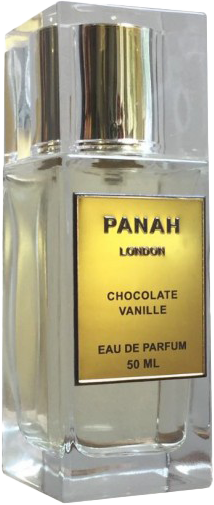 PANAH
LONDON
CHOCOLATE
VANILLE
EAU DE PARFUM
50 ML